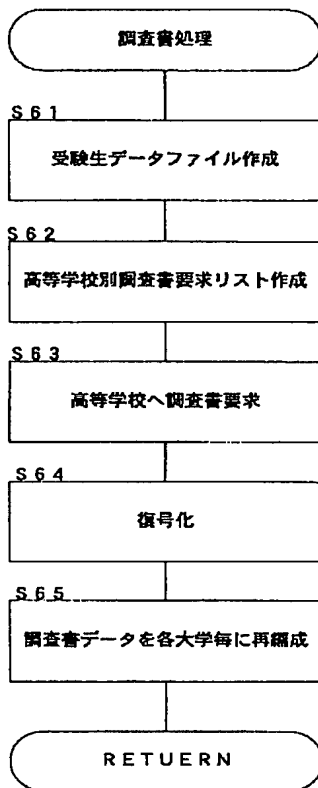 調査書処理
S61
受験生データファイル作成
S62
高等学校別調査書要求リスト作成
S63
高等学校へ調査書要求
S64
復号化
S65
調査書データを各大学毎に再編成
RETUERN